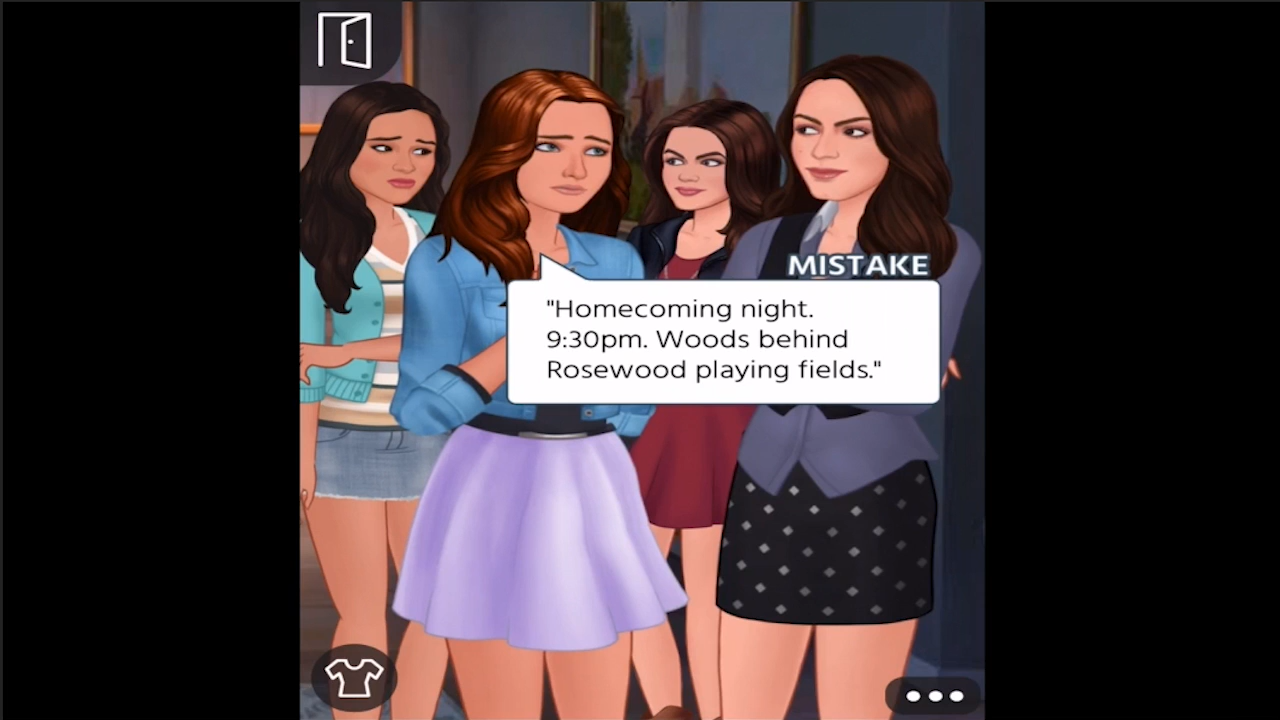 MISTAKE
"Homecoming night.
9:30pm. Woods behind
Rosewood playing fields."